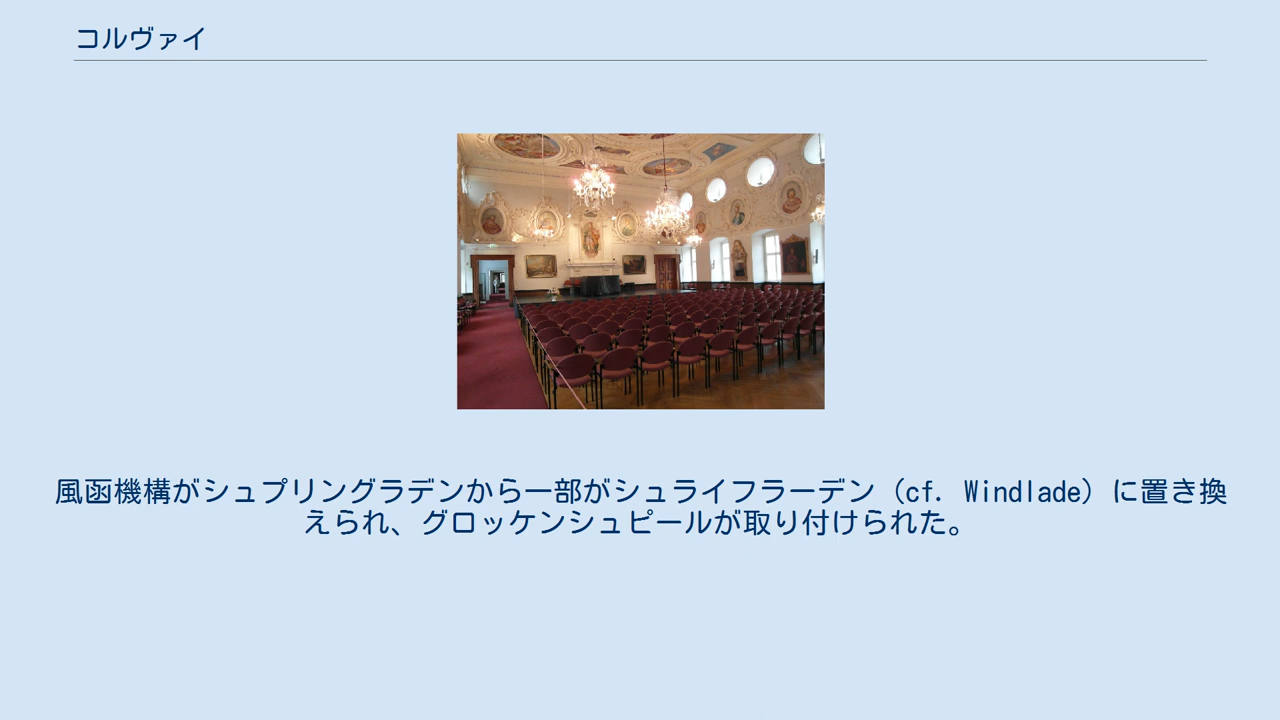 コルヴァイ
風函機構がシュプリングラデンから一部がシュライフラーデン（cf. Windlade）に置き換
えられ、グロッケンシュピールが取り付けられた。